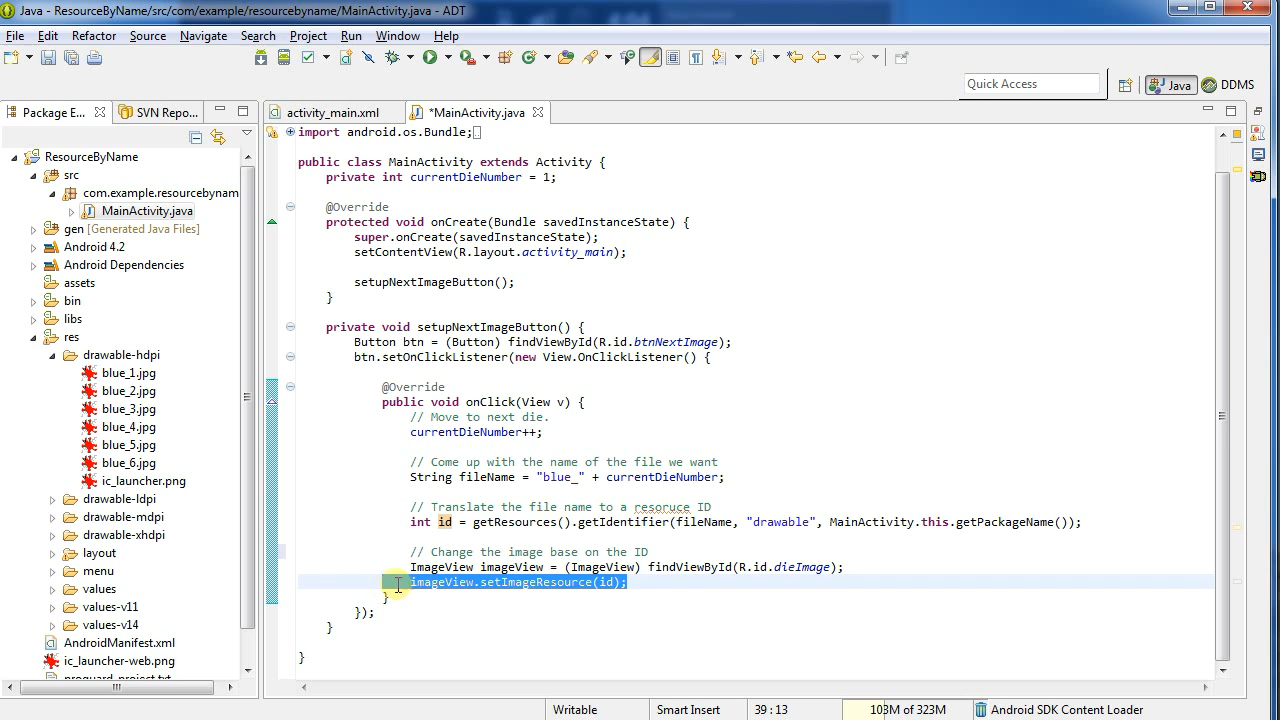 Java - ResourceByName/src/com/example/resourcebyname/MainActivity.java - ADT
File Edit Refactor Source Navigate Search Project Run Window Help
Quick Access
Java
DDMS
Package E...
SVN Repo...
activity_main.xml
*MainActivity.java
ResourceByName
src
com.example.resourcebynam
MainActivity.java
gen [Generated Java Files]
Android 4.2
Android Dependencies
assets
bin
libs
res
drawable-hdpi
blue_1.jpg
blue_2.jpg
blue_3.jpg
blue_4.jpg
blue_5.jpg
blue_6.jpg
ic_launcher.png
drawable-ldpi
drawable-mdpi
drawable-xhdpi
layout
menu
values
values-v11
values-v14
AndroidManifest.xml
ic_launcher-web.png
proguard_project.txt
import android.os.Bundle;
public class MainActivity extends Activity {
private int currentDieNumber = 1;
@Override
protected void onCreate(Bundle savedInstanceState) {
super.onCreate(savedInstanceState);
setContentView(R.layout.activity_main);
setupNextImageButton();
}
private void setupNextImageButton() {
Button btn = (Button) findViewById(R.id.btnNextImage);
btn.setOnClickListener(new View.OnClickListener() {
@Override
public void onClick(View v) {
// Move to next die.
currentDieNumber++;
// Come up with the name of the file we want
String fileName = "blue_" + currentDieNumber;
// Translate the file name to a resoruce ID
int id = getResources().getIdentifier(fileName, "drawable", MainActivity.this.getPackageName());
// Change the image base on the ID
ImageView imageView = (ImageView) findViewById(R.id.dieImage);
imageView.setImageResource(id);
}
});
}
}
Writable
Smart Insert
39 : 13
103M of 323M
Android SDK Content Loader